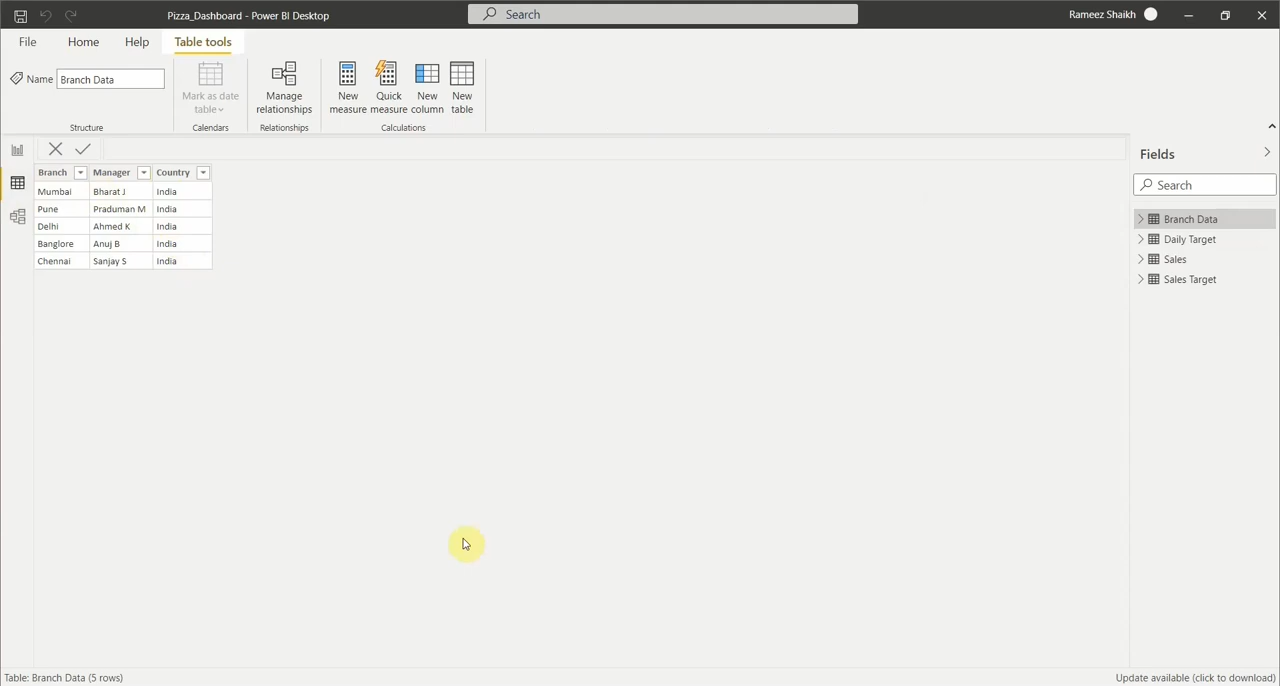 Pizza_Dashboard - Power BI Desktop
Search
Rameez Shaikh
File Home Help Table tools
Name Branch Data
Mark as date table
Manage relationships
New measure
Quick measure
New column
New table
Structure
Calendars
Relationships
Calculations
Branch Manager Country
Mumbai Bharat J India
Pune Praduman M India
Delhi Ahmed K India
Banglore Anuj B India
Chennai Sanjay S India
Fields
Search
Branch Data
Daily Target
Sales
Sales Target
Table: Branch Data (5 rows)
Update available (click to download)